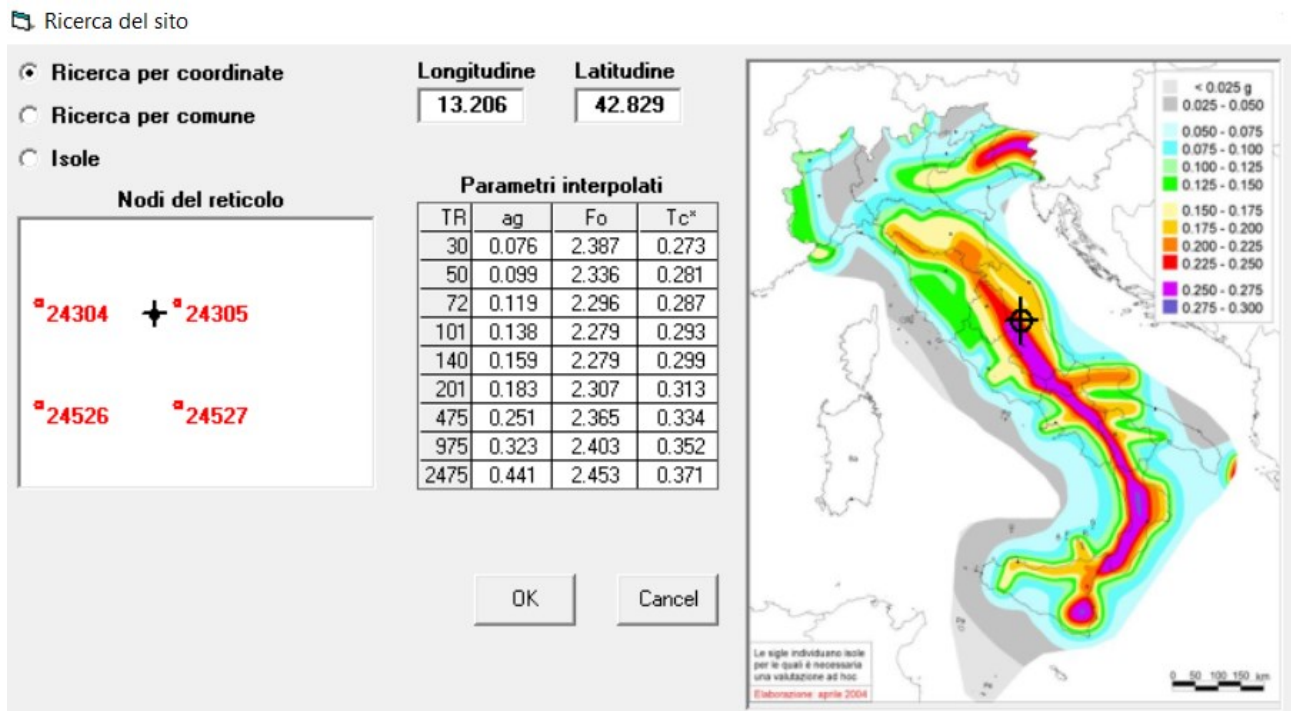 Ricerca del sito
Ricerca per coordinate
Ricerca per comune
Isole
Nodi del reticolo
24304
24305
24526
24527
Longitudine Latitudine
13.206 42.829
Parametri interpolati
TR ag Fo Tc*
30 0.076 2.387 0.273
50 0.099 2.336 0.281
72 0.119 2.296 0.287
101 0.138 2.279 0.293
140 0.159 2.279 0.299
201 0.183 2.307 0.313
475 0.251 2.365 0.334
975 0.323 2.403 0.352
2475 0.441 2.453 0.371
OK Cancel
< 0.025 g
0.025 - 0.050
0.050 - 0.075
0.075 - 0.100
0.100 - 0.125
0.125 - 0.150
0.150 - 0.175
0.175 - 0.200
0.200 - 0.225
0.225 - 0.250
0.250 - 0.275
0.275 - 0.300
Le sigle individuano isole
per le quali è necessaria
una valutazione ad hoc
Elaborazione aprile 2004
0 50 100 150 km